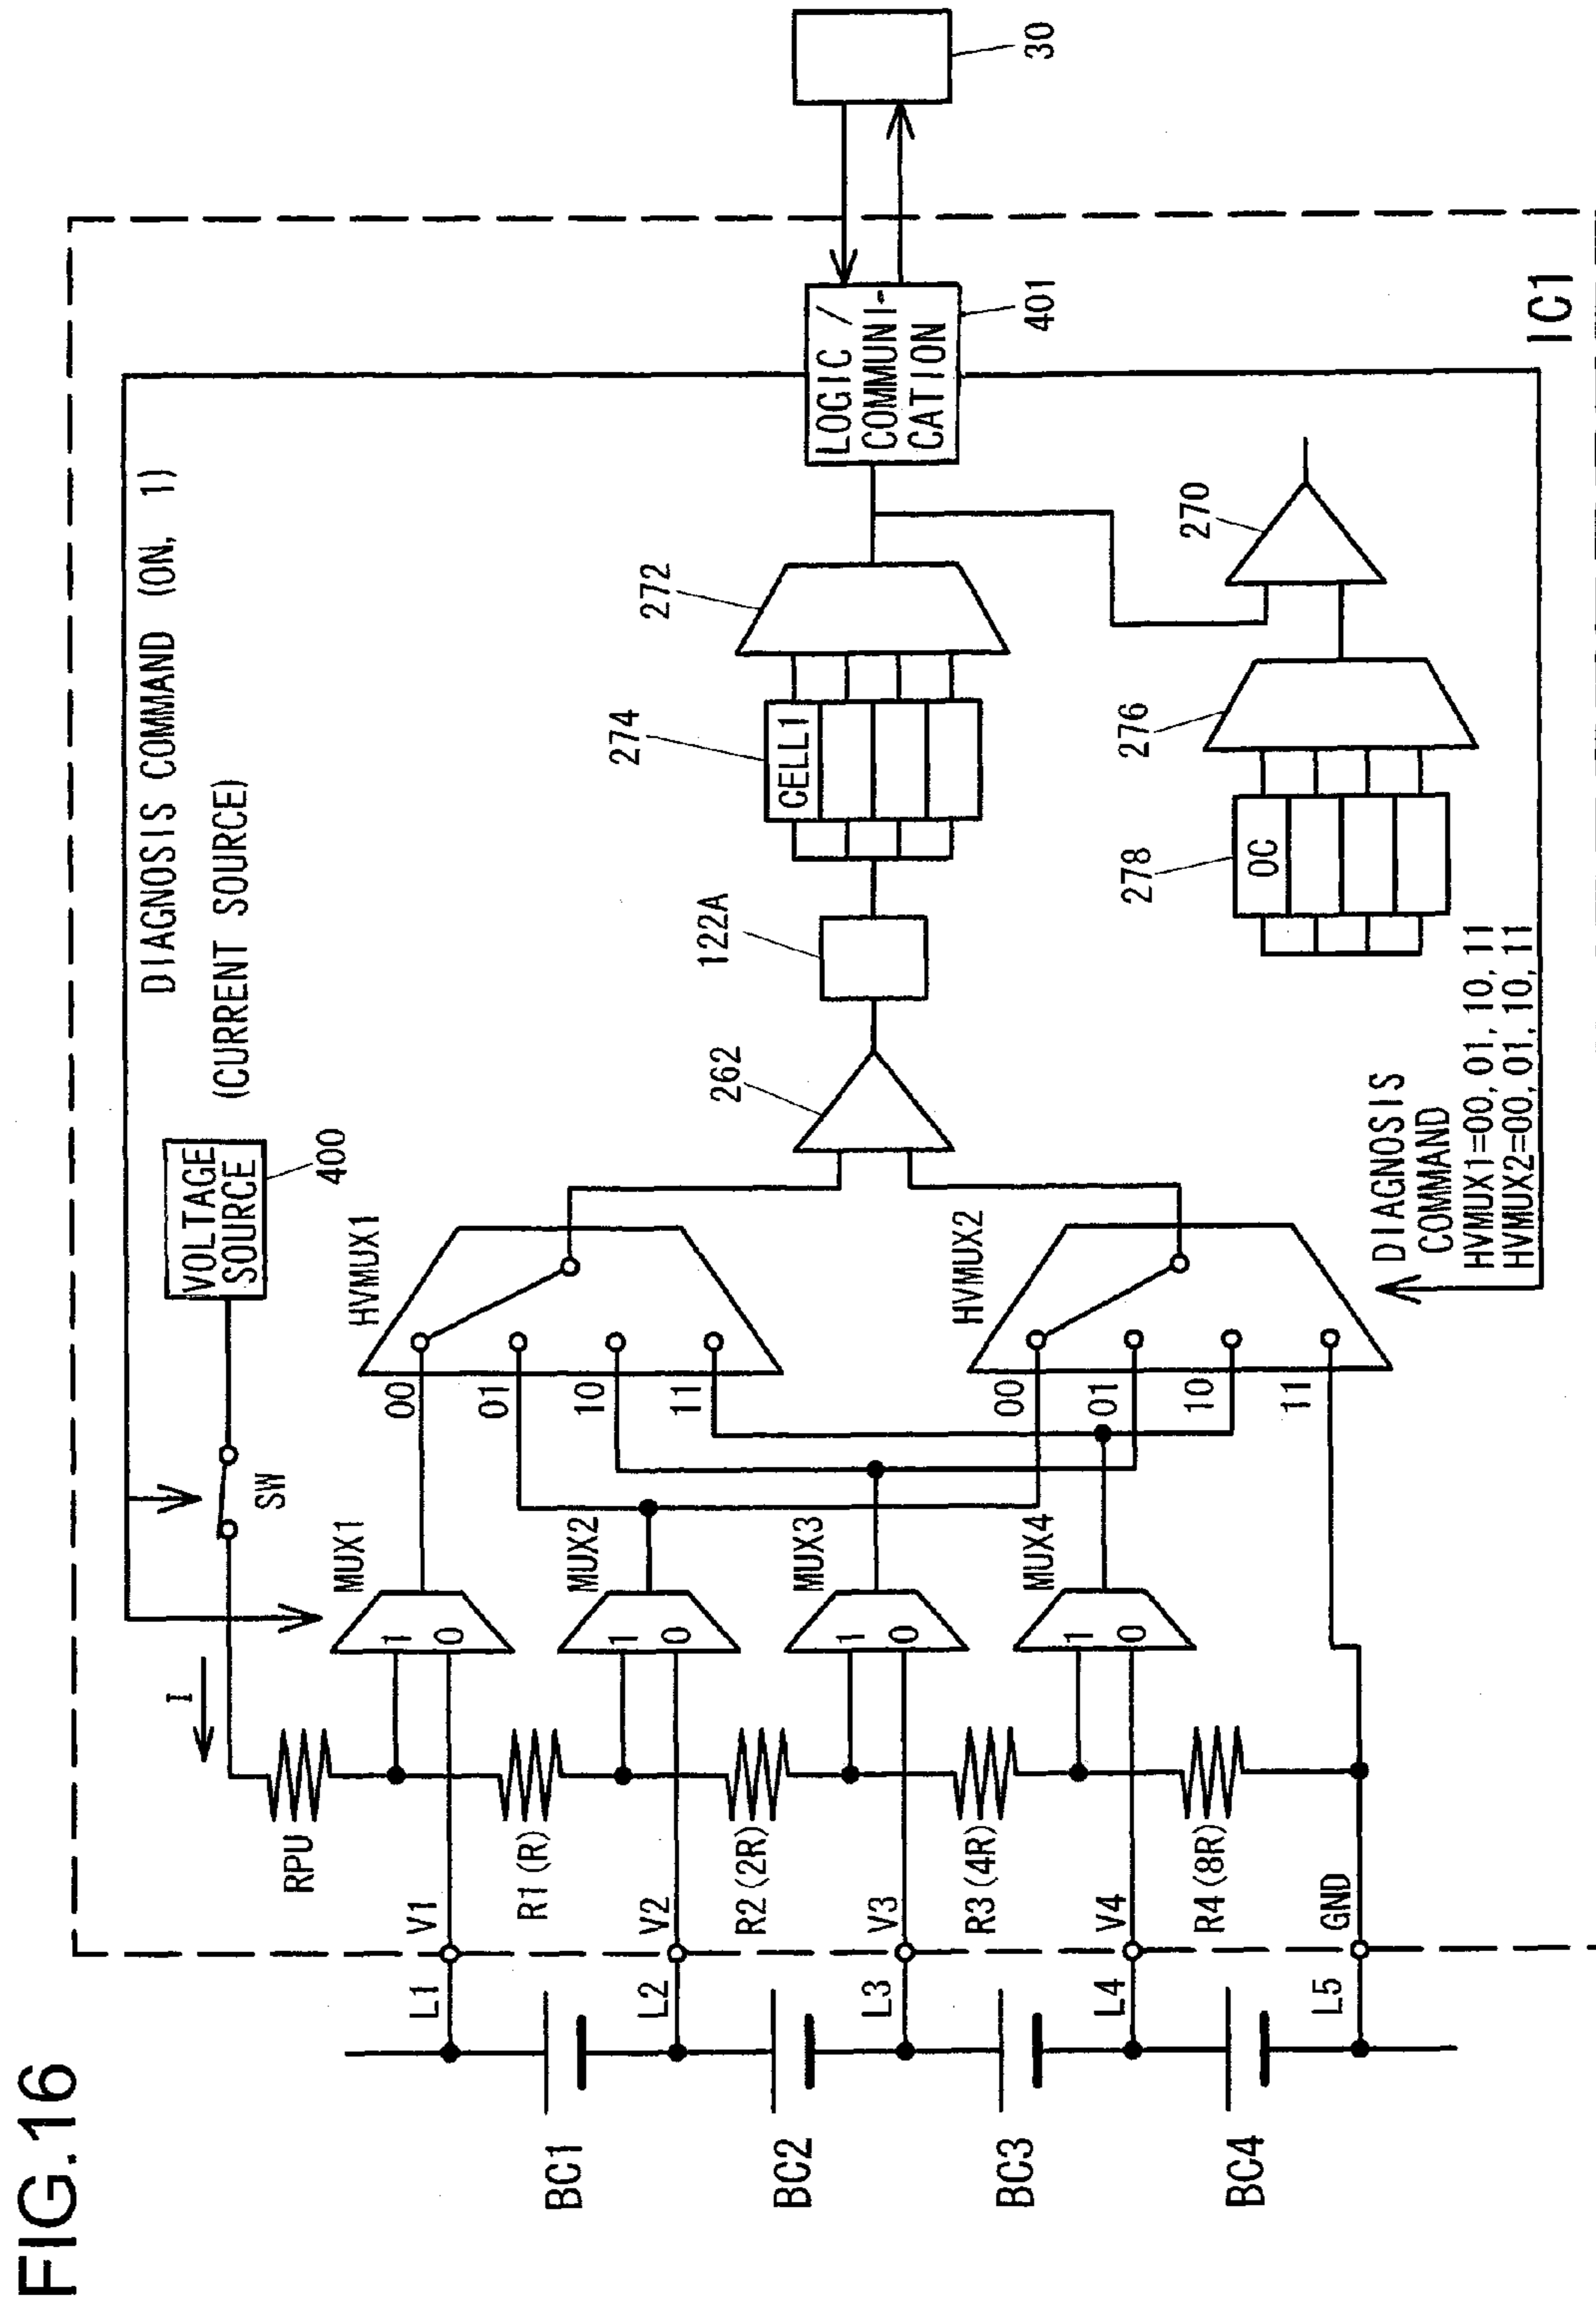 FIG.16
DIAGNOSIS COMMAND (ON, 1)
(CURRENT SOURCE)
VOLTAGE
SOURCE
400
SW
I
RPU
R1(R)
R2(2R)
R3(4R)
R4(8R)
MUX1
1
0
MUX2
1
0
MUX3
1
0
MUX4
1
0
V1
V2
V3
V4
GND
L1
L2
L3
L4
L5
BC1
BC2
BC3
BC4
HVMUX1
00
01
10
11
HVMUX2
00
01
10
11
262
122A
274
CELL1
272
278
OC
276
270
LOGIC /
COMMUNI-
CATION
401
30
DIAGNOSIS
COMMAND
HVMUX1=00, 01, 10, 11
HVMUX2=00, 01, 10, 11
IC1